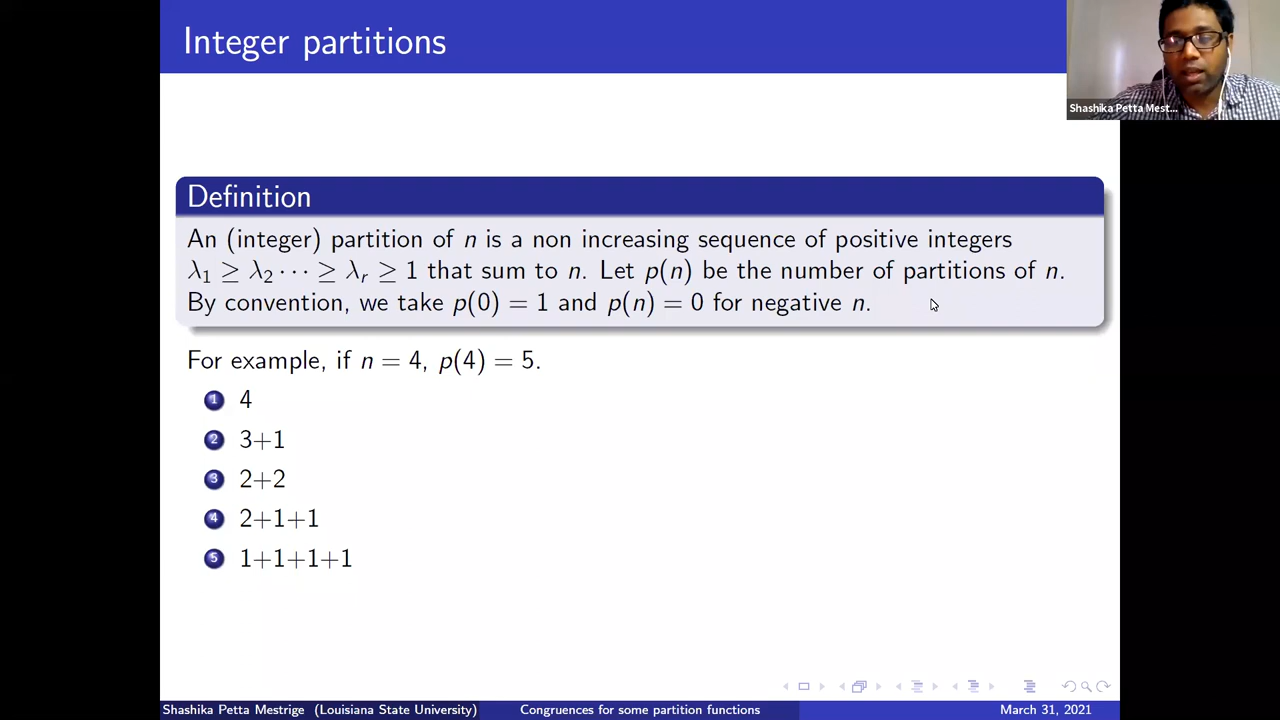 Integer partitions
Shashika Petta Mest...
Definition
An (integer) partition of n is a non increasing sequence of positive integers
λ₁ ≥ λ₂ ⋯ ≥ λᵣ ≥ 1 that sum to n. Let p(n) be the number of partitions of n.
By convention, we take p(0) = 1 and p(n) = 0 for negative n.
For example, if n = 4, p(4) = 5.
1 4
2 3+1
3 2+2
4 2+1+1
5 1+1+1+1
Shashika Petta Mestrige (Louisiana State University) Congruences for some partition functions March 31, 2021